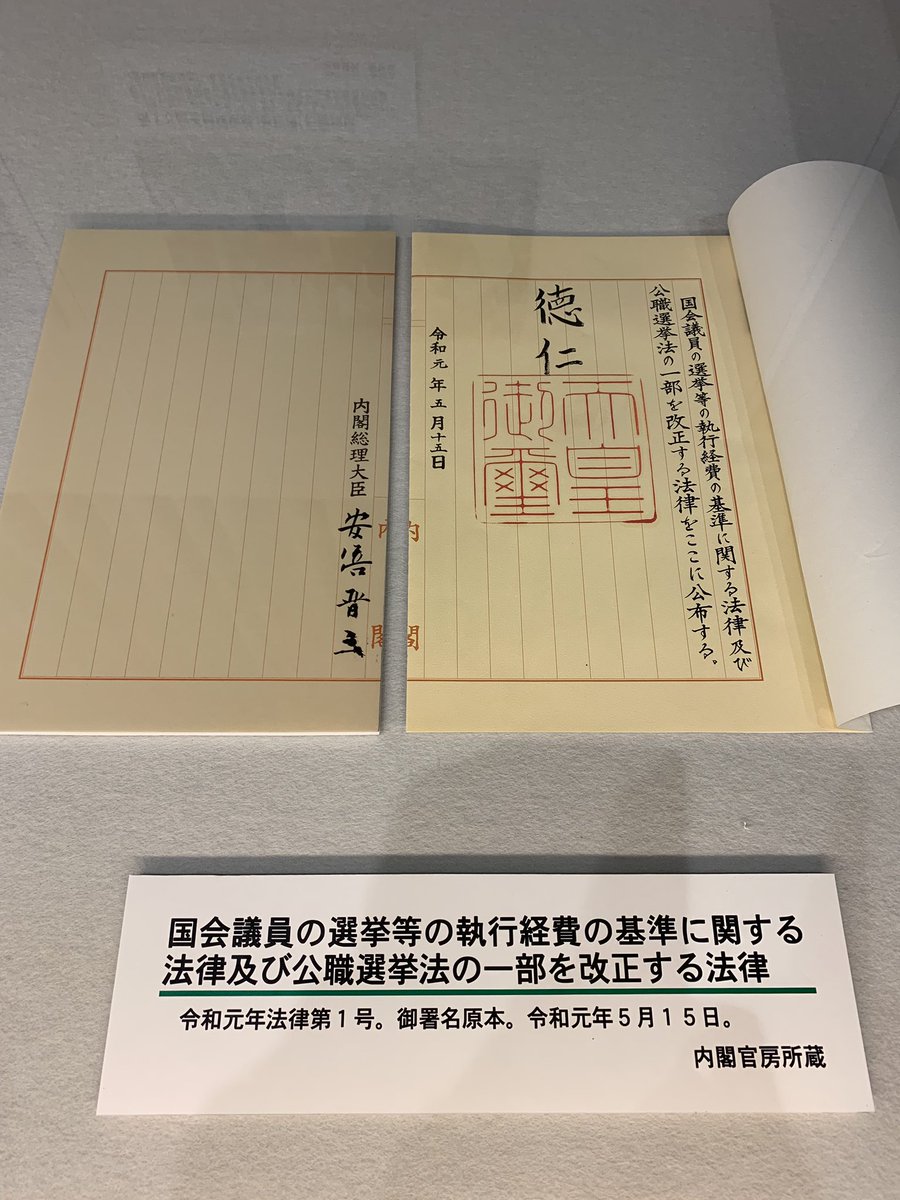 国会議員の選挙等の執行経費の基準に関する法律及び
公職選挙法の一部を改正する法律をここに公布する。
徳仁
天皇
御璽
令和元年五月十五日
内閣
内閣総理大臣 安倍晋三
国会議員の選挙等の執行経費の基準に関する
法律及び公職選挙法の一部を改正する法律
令和元年法律第1号。御署名原本。令和元年5月15日。
内閣官房所蔵